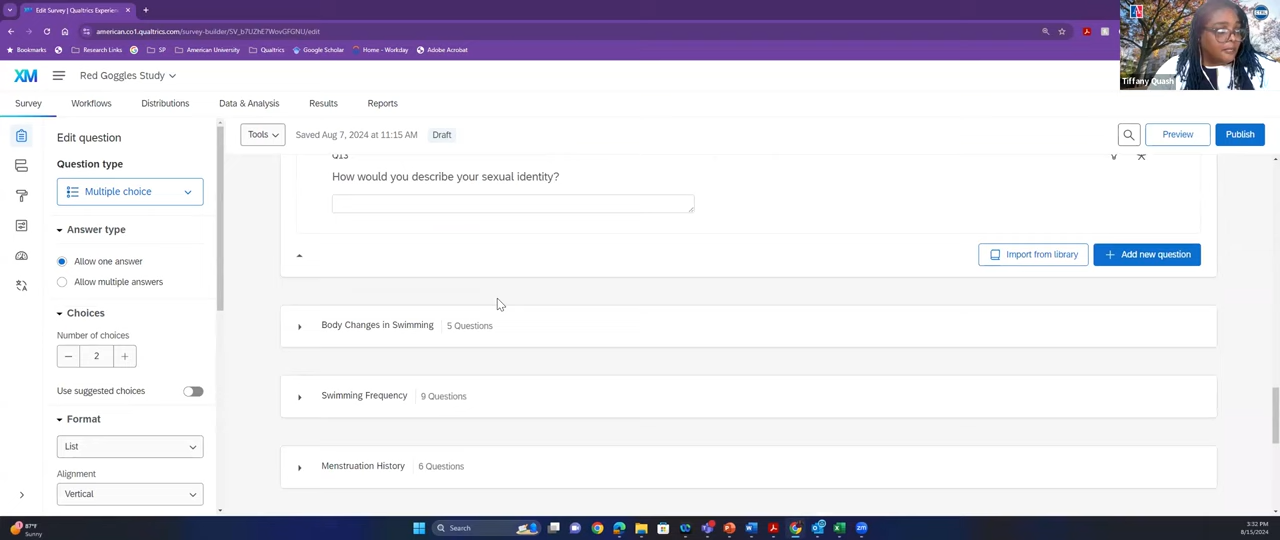 Edit Survey | Qualtrics Experien
american.co1.qualtrics.com/survey-builder/SV_b7UZhE7WovGFGNU/edit
Bookmarks Research Links SP American University Qualtrics Google Scholar Home - Workday Adobe Acrobat
XM Red Goggles Study
Tiffany Quash
Survey Workflows Distributions Data & Analysis Results Reports
Edit question
Tools Saved Aug 7, 2024 at 11:15 AM Draft Preview Publish
Question type
Multiple choice
Q13
How would you describe your sexual identity?
Answer type
Allow one answer
Allow multiple answers
Import from library Add new question
Choices
Number of choices
2
Use suggested choices
Body Changes in Swimming 5 Questions
Swimming Frequency 9 Questions
Format
List
Alignment
Vertical
Menstruation History 6 Questions
87°F
Sunny
Search
3:32 PM
8/15/2024